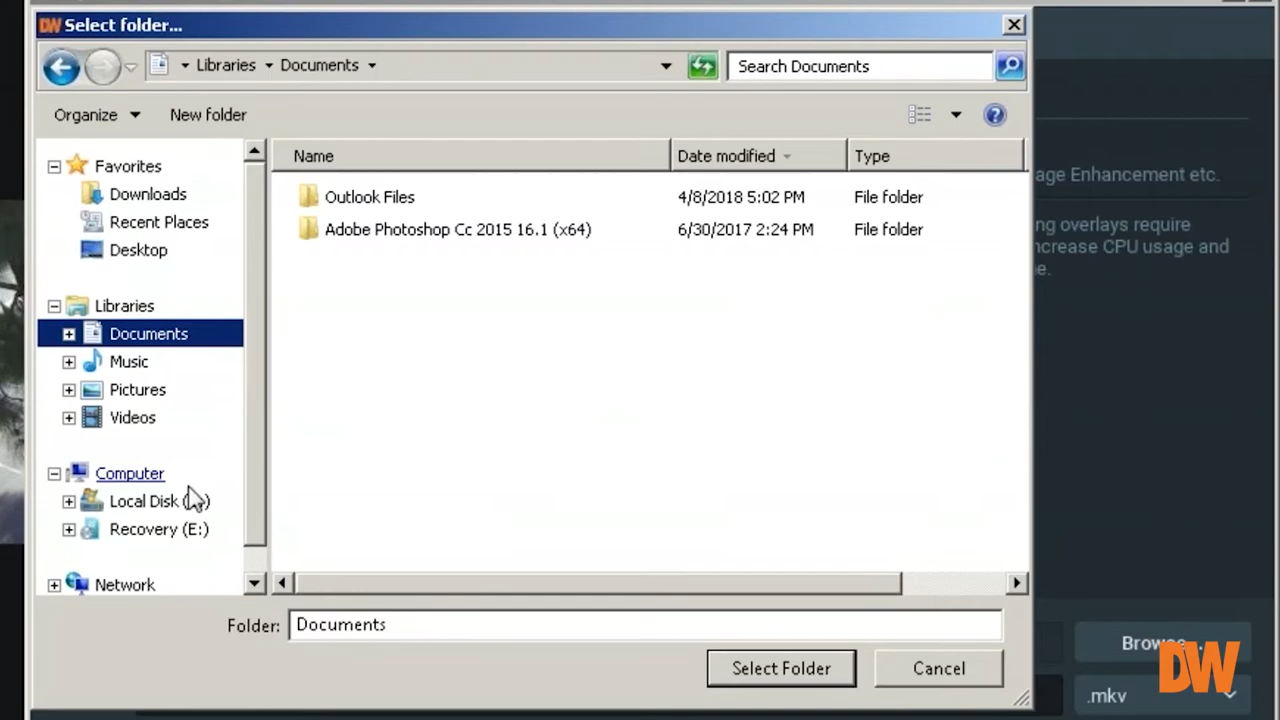 DW Select folder...
Libraries Documents
Search Documents
Organize New folder
Name Date modified Type
Favorites
Downloads
Recent Places
Desktop
Libraries
Documents
Music
Pictures
Videos
Computer
Local Disk
Recovery (E:)
Network
Outlook Files 4/8/2018 5:02 PM File folder
Adobe Photoshop Cc 2015 16.1 (x64) 6/30/2017 2:24 PM File folder
age Enhancement etc.
ng overlays require
ncrease CPU usage and
e.
Folder: Documents
Select Folder Cancel
Browse...
.mkv
DW